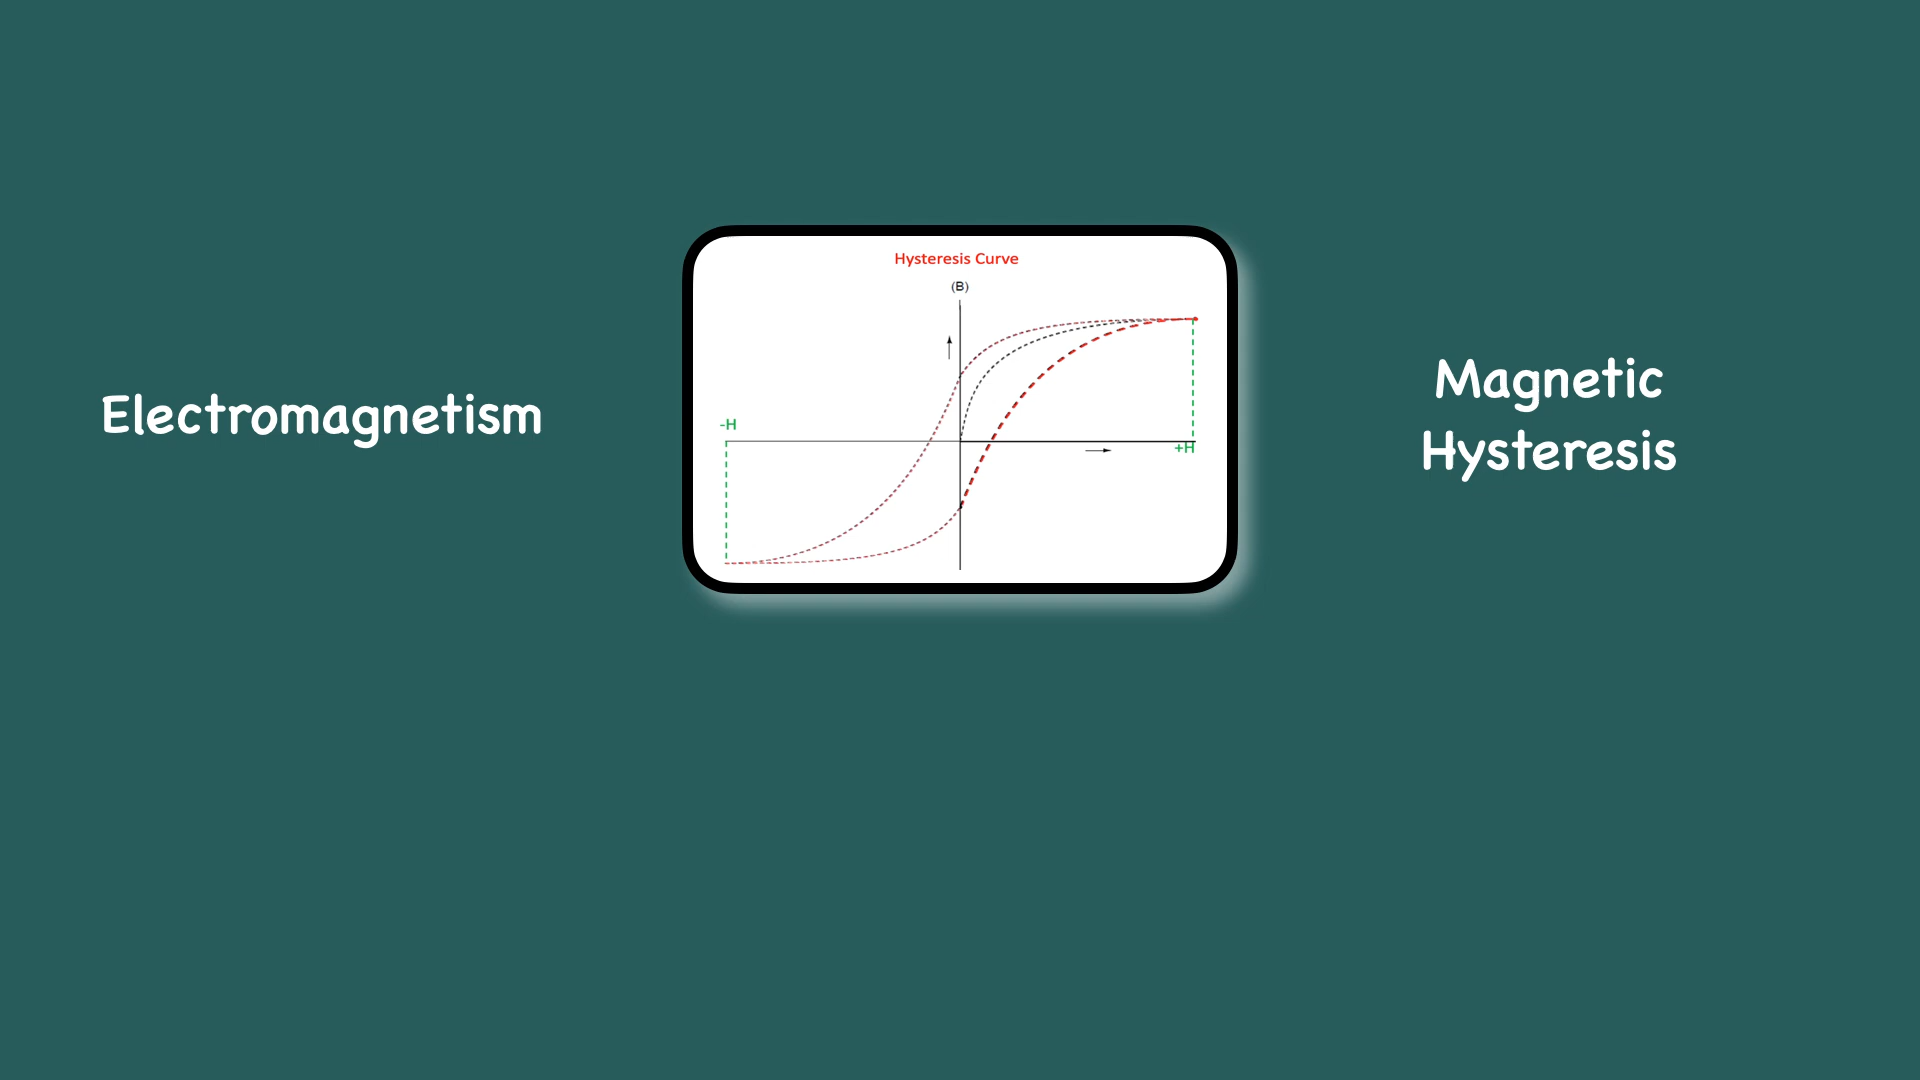 Electromagnetism
Hysteresis Curve
(B)
-H
+H
Magnetic
Hysteresis